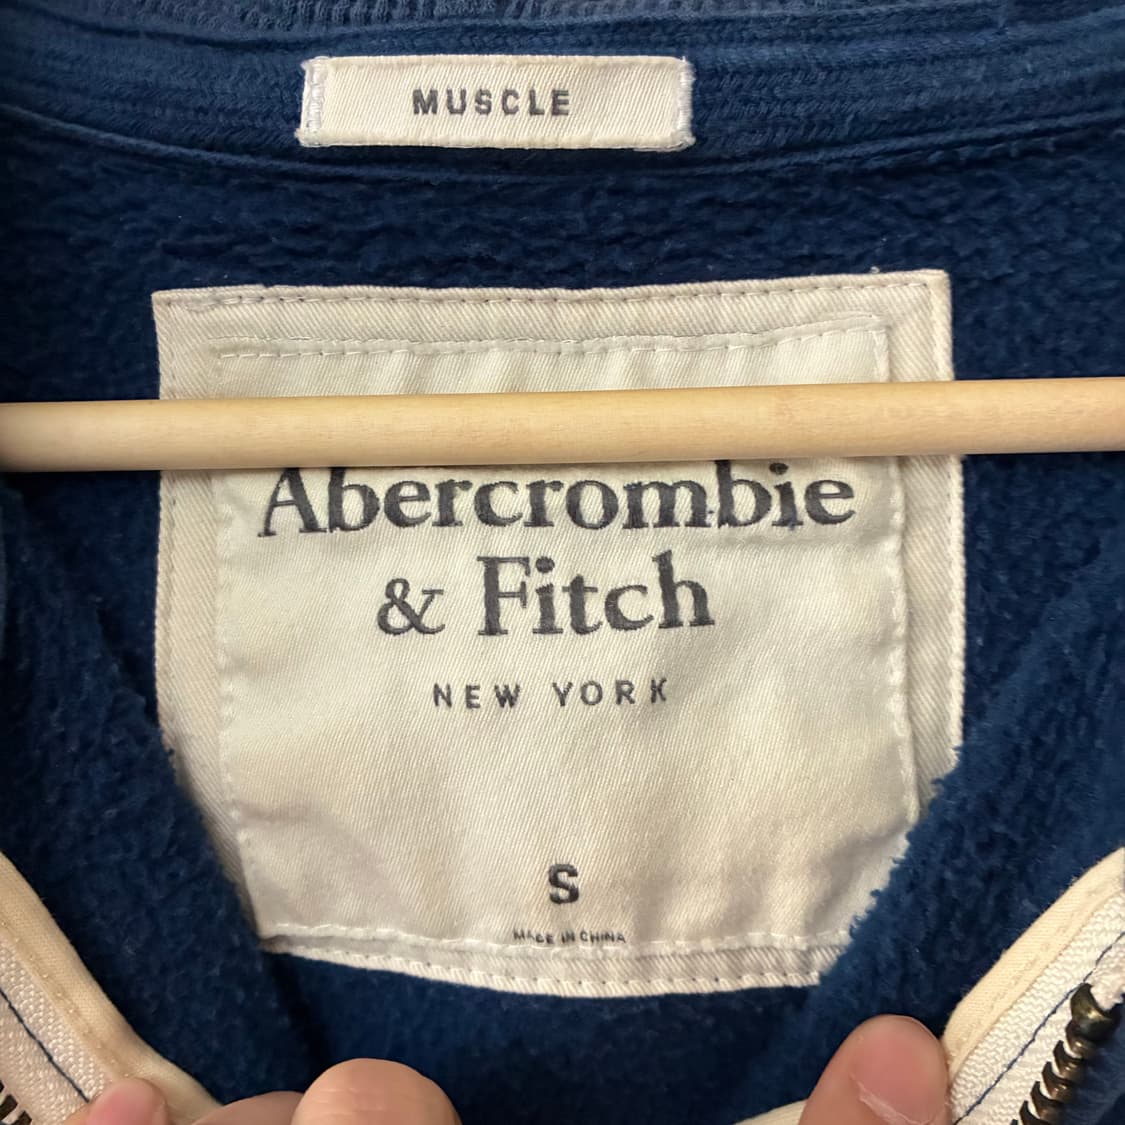 MUSCLE
Abercrombie
& Fitch
NEW YORK
S
MADE IN CHINA